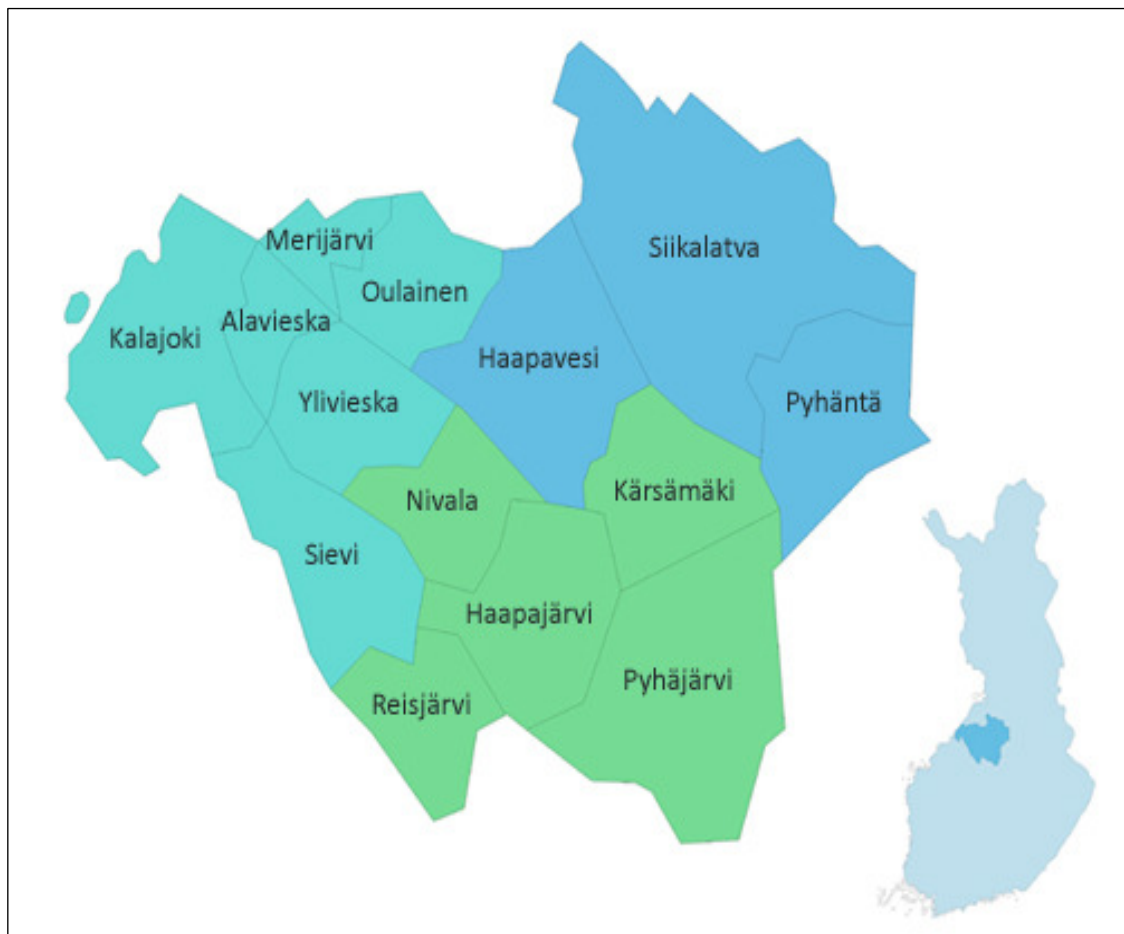 Merijärvi
Siikalatva
Oulainen
Alavieska
Kalajoki
Haapavesi
Ylivieska
Pyhäntä
Kärsämäki
Nivala
Sievi
Haapajärvi
Pyhäjärvi
Reisjärvi